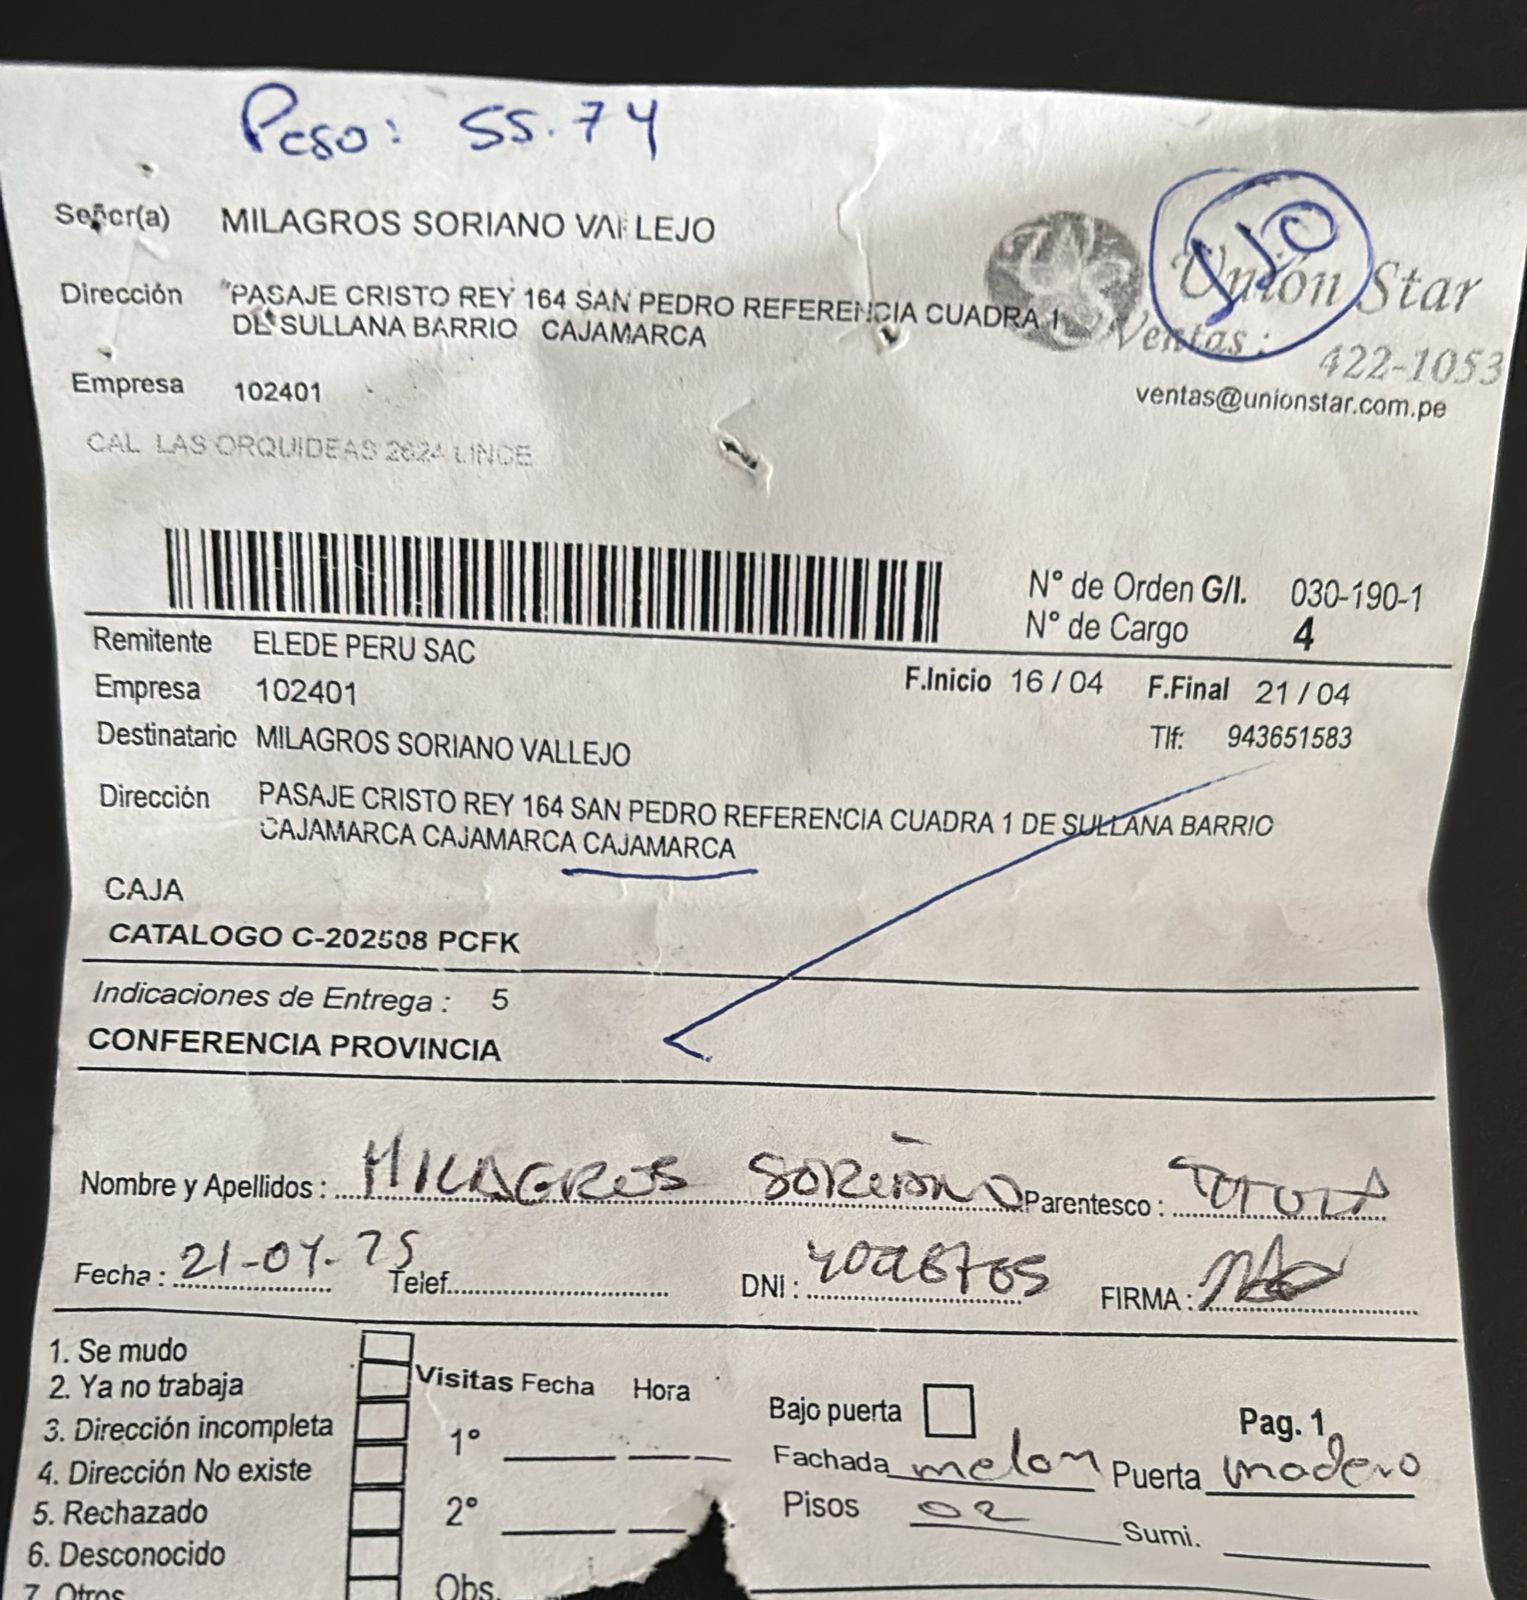 Peso: 55.74
Señor(a) MILAGROS SORIANO VALLEJO
Dirección PASAJE CRISTO REY 164 SAN PEDRO REFERENCIA CUADRA 1
DE SULLANA BARRIO CAJAMARCA
Unión Star
Ventas: 422-1053
ventas@unionstar.com.pe
Empresa 102401
CAL LAS ORQUIDEAS 2624 LINCE
N° de Orden G/I. 030-190-1
N° de Cargo 4
Remitente ELEDE PERU SAC
Empresa 102401
F.Inicio 16 / 04 F.Final 21 / 04
Destinatario MILAGROS SORIANO VALLEJO
Tlf: 943651583
Dirección PASAJE CRISTO REY 164 SAN PEDRO REFERENCIA CUADRA 1 DE SULLANA BARRIO
CAJAMARCA CAJAMARCA CAJAMARCA
CAJA
CATALOGO C-202508 PCFK
Indicaciones de Entrega : 5
CONFERENCIA PROVINCIA
Nombre y Apellidos : MILAGROS SORIANO Parentesco :
Fecha : 21-04-25 Telef. DNI : FIRMA :
1. Se mudo
2. Ya no trabaja
3. Dirección incompleta
4. Dirección No existe
5. Rechazado
6. Desconocido
7. Otros
Visitas Fecha Hora
1°
2°
Obs.
Bajo puerta Pag. 1
Fachada melon Puerta madera
Pisos 02 Sumi.